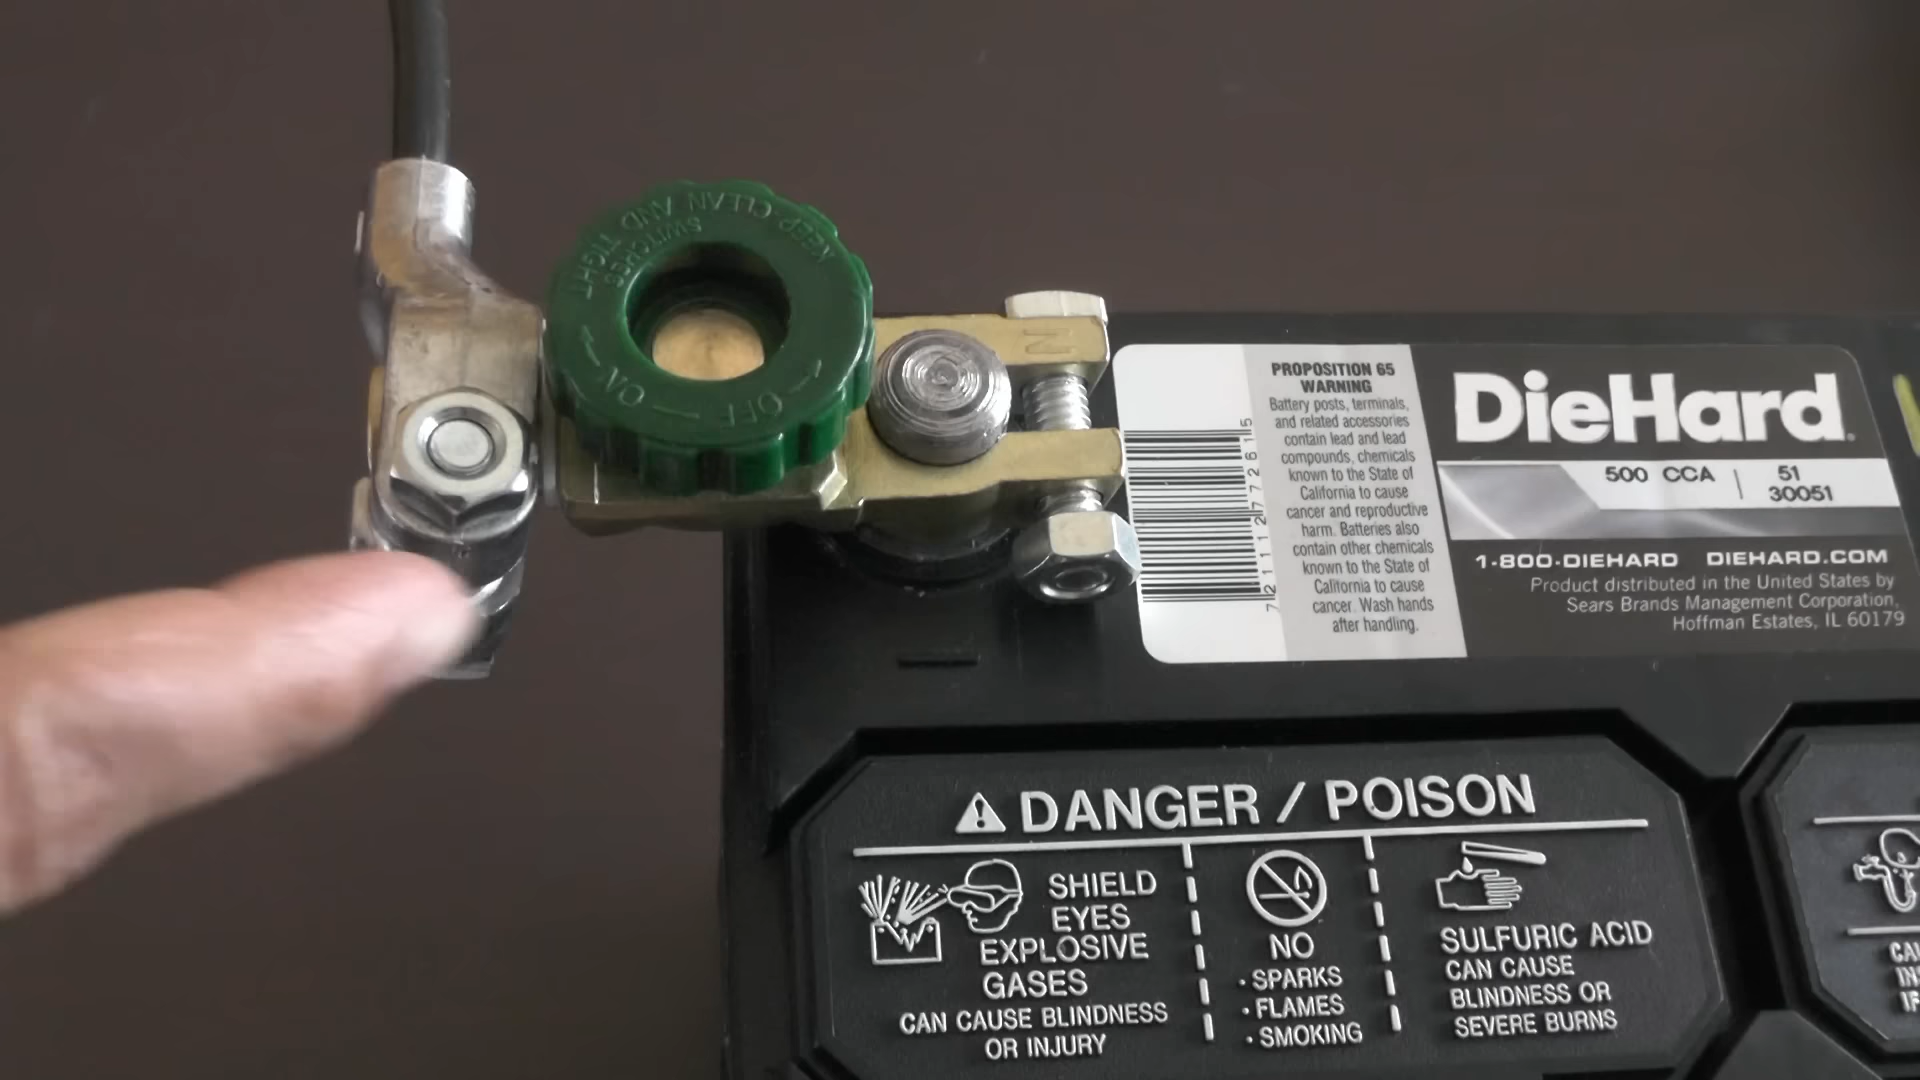 KEEP CLEAN AND TIGHT
SWITCHES
ON
OFF
N
PROPOSITION 65
WARNING
Battery posts, terminals,
and related accessories
contain lead and lead
compounds, chemicals
known to the State of
California to cause
cancer and reproductive
harm. Batteries also
contain other chemicals
known to the State of
California to cause
cancer. Wash hands
after handling.
7 21112 77261 5
DieHard
500 CCA | 51
30051
1-800-DIEHARD DIEHARD.COM
Product distributed in the United States by
Sears Brands Management Corporation,
Hoffman Estates, IL 60179
DANGER / POISON
SHIELD
EYES
EXPLOSIVE
GASES
CAN CAUSE BLINDNESS
OR INJURY
NO
• SPARKS
• FLAMES
• SMOKING
SULFURIC ACID
CAN CAUSE
BLINDNESS OR
SEVERE BURNS